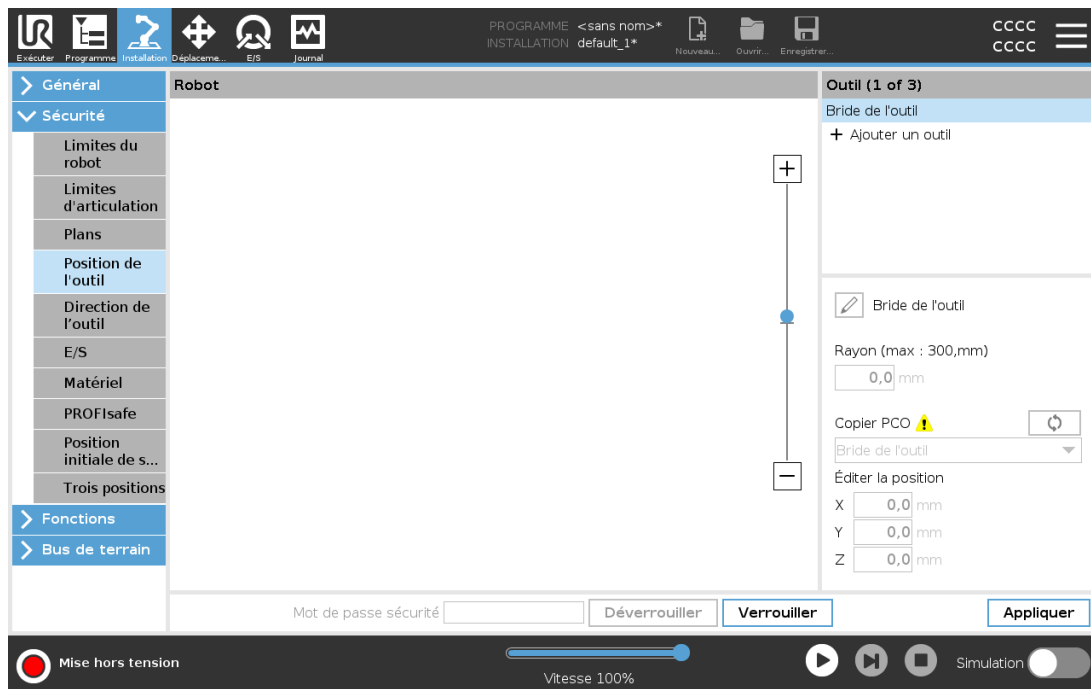 PROGRAMME <sans nom>*
INSTALLATION default_1*
Exécuter
Programme
Installation
Déplaceme...
E/S
Journal
Nouveau...
Ouvrir...
Enregistrer...
CCCC
CCCC
Général
Sécurité
Limites du
robot
Limites
d'articulation
Plans
Position de
l'outil
Direction de
l’outil
E/S
Matériel
PROFIsafe
Position
initiale de s...
Trois positions
Fonctions
Bus de terrain
Robot
Outil (1 of 3)
Bride de l'outil
+ Ajouter un outil
Bride de l'outil
Rayon (max : 300,mm)
0,0 mm
Copier PCO
Bride de l'outil
Éditer la position
X 0,0 mm
Y 0,0 mm
Z 0,0 mm
Mot de passe sécurité
Déverrouiller
Verrouiller
Appliquer
Mise hors tension
Vitesse 100%
Simulation